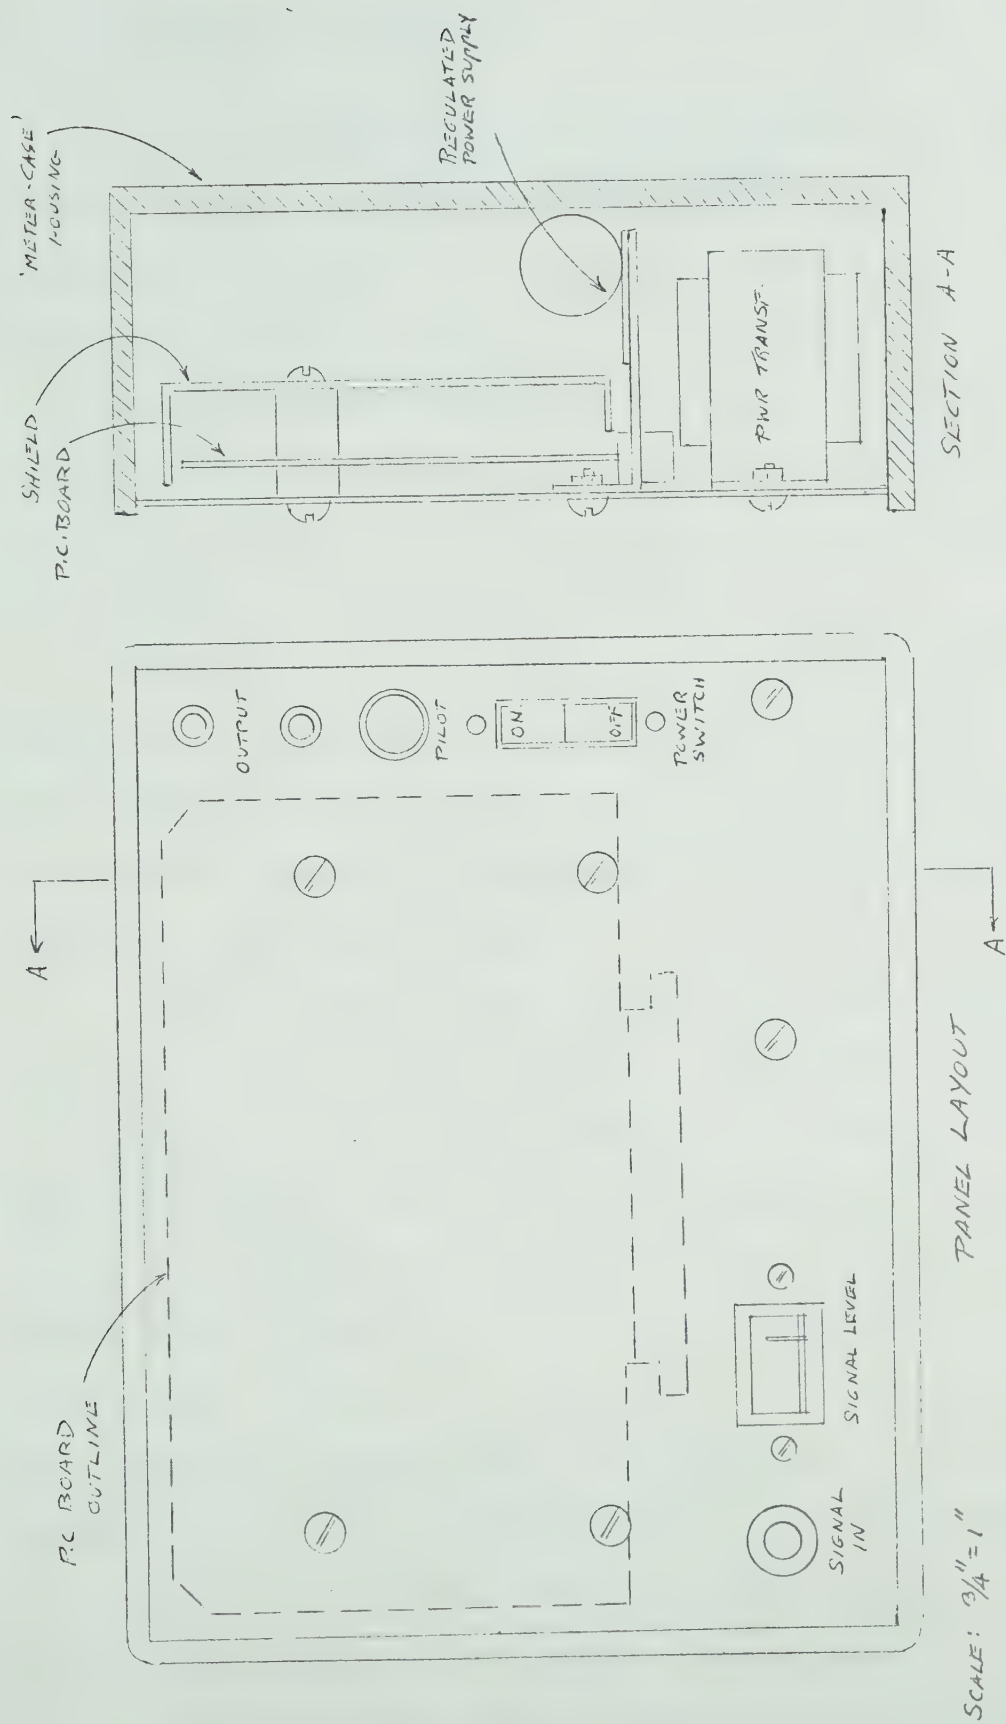 P.C. BOARD
OUTLINE
A
A
OUTPUT
PILOT
ON
OFF
POWER
SWITCH
SIGNAL
IN
SIGNAL LEVEL
PANEL LAYOUT
SCALE: 3/4" = 1"
'METER-CASE'
HOUSING
SHIELD
P.C. BOARD
REGULATED
POWER SUPPLY
PWR TRANSF.
SECTION A-A